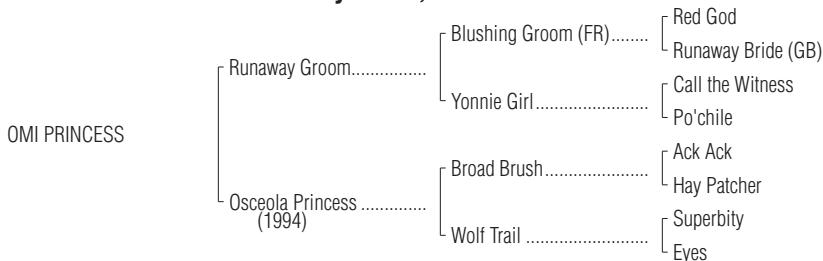 Red God
Blushing Groom (FR)........
Runaway Bride (GB)
Runaway Groom................
Call the Witness
Yonnie Girl........................
Po'chile
OMI PRINCESS
Ack Ack
Broad Brush......................
Hay Patcher
Osceola Princess ..............
(1994)
Superbity
Wolf Trail ..........................
Eyes